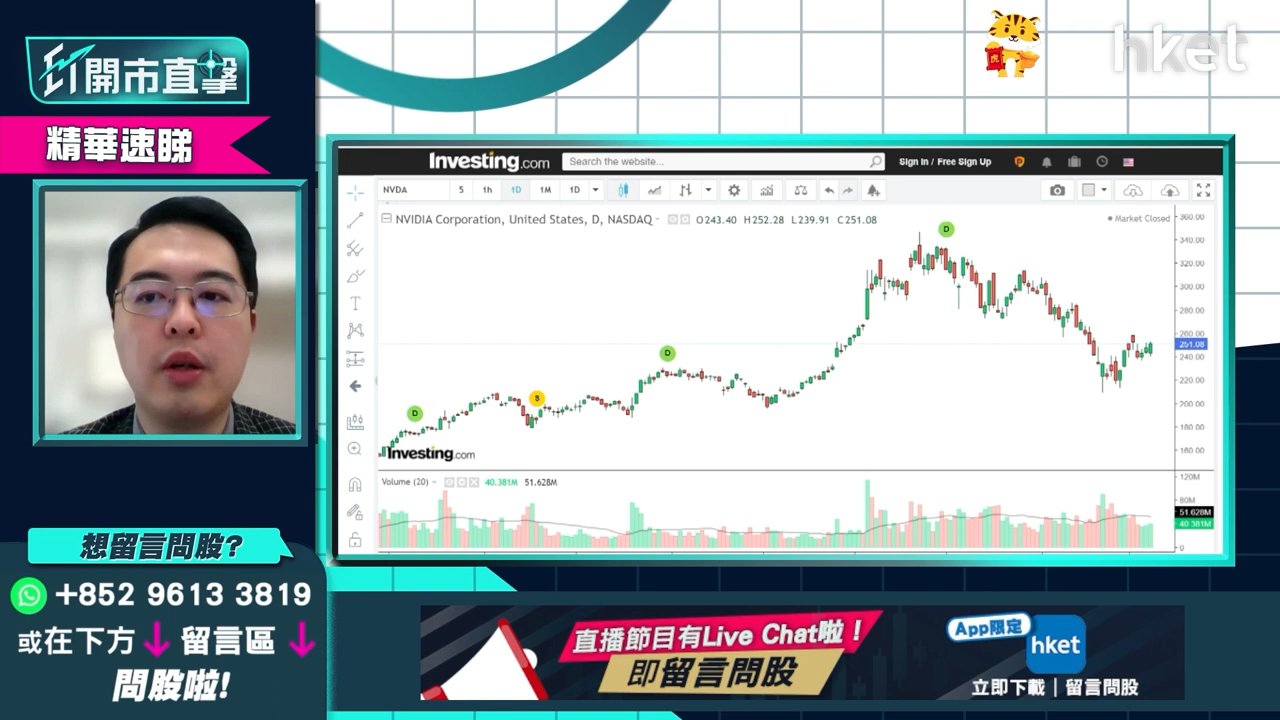 ET開市直擊
精華速睇
hket
虎
Investing.com
Search the website...
Sign In / Free Sign Up
NVDA
5
1h
1D
1M
1D
NVIDIA Corporation, United States, D, NASDAQ
O243.40 H252.28 L239.91 C251.08
Market Closed
360.00
340.00
320.00
300.00
280.00
260.00
251.08
240.00
220.00
200.00
180.00
160.00
D
S
D
D
Investing.com
Volume (20)
40.381M
51.628M
120M
80M
51.628M
40.381M
0
想留言問股?
+852 9613 3819
或在下方
留言區
問股啦!
直播節目有Live Chat啦！
即留言問股
App限定
hket
立即下載 | 留言問股